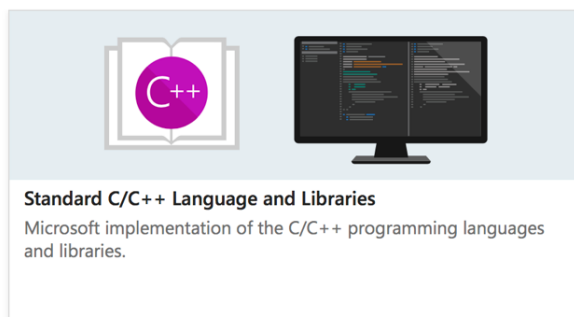 C++
Standard C/C++ Language and Libraries
Microsoft implementation of the C/C++ programming languages
and libraries.